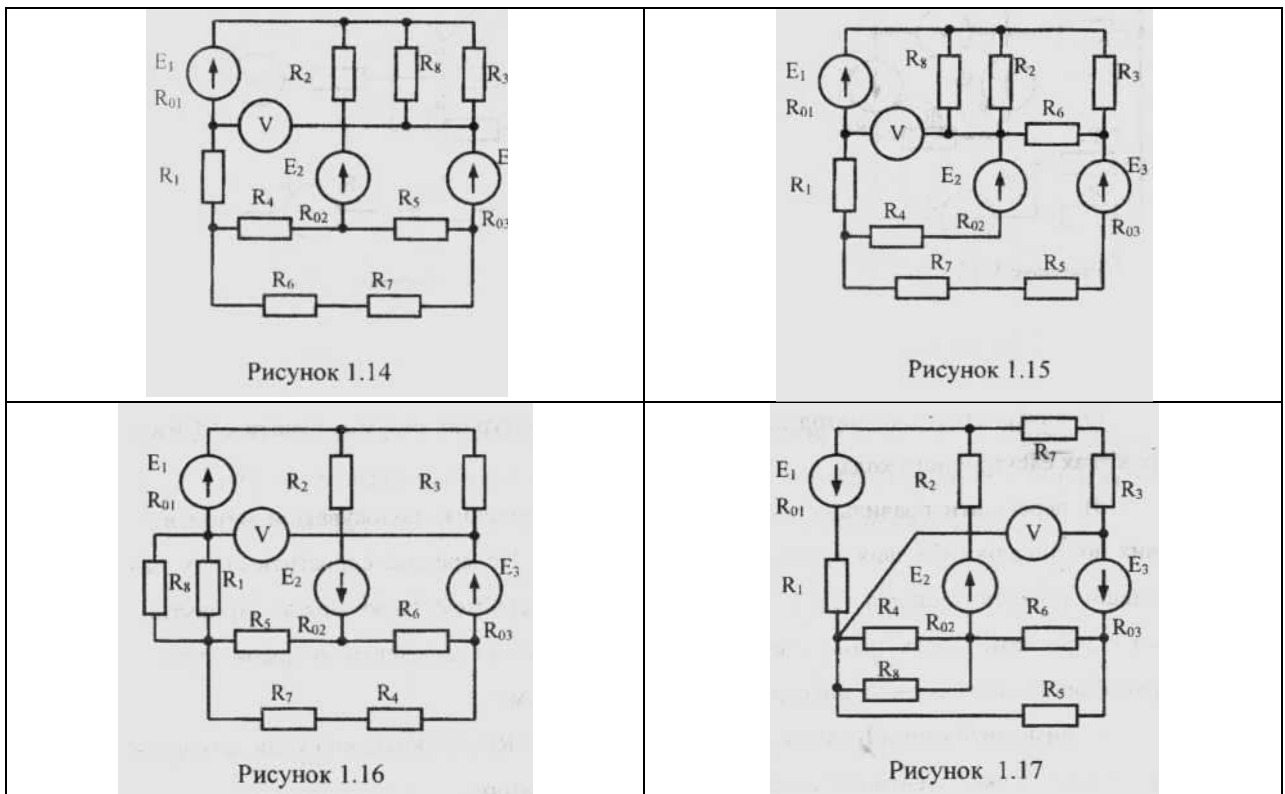 E₁
R₀₁
R₂
R₈
R₃
V
R₁
E₂
E
R₄
R₀₂
R₅
R₀₃
R₆
R₇
Рисунок 1.14
E₁
R₀₁
R₈
R₂
R₃
V
R₆
R₁
E₂
E₃
R₄
R₀₂
R₀₃
R₇
R₅
Рисунок 1.15
E₁
R₀₁
R₂
R₃
V
R₈
R₁
E₂
E₃
R₅
R₀₂
R₆
R₀₃
R₇
R₄
Рисунок 1.16
R₇
E₁
R₀₁
R₂
R₃
V
R₁
E₂
E₃
R₄
R₀₂
R₆
R₀₃
R₈
R₅
Рисунок 1.17